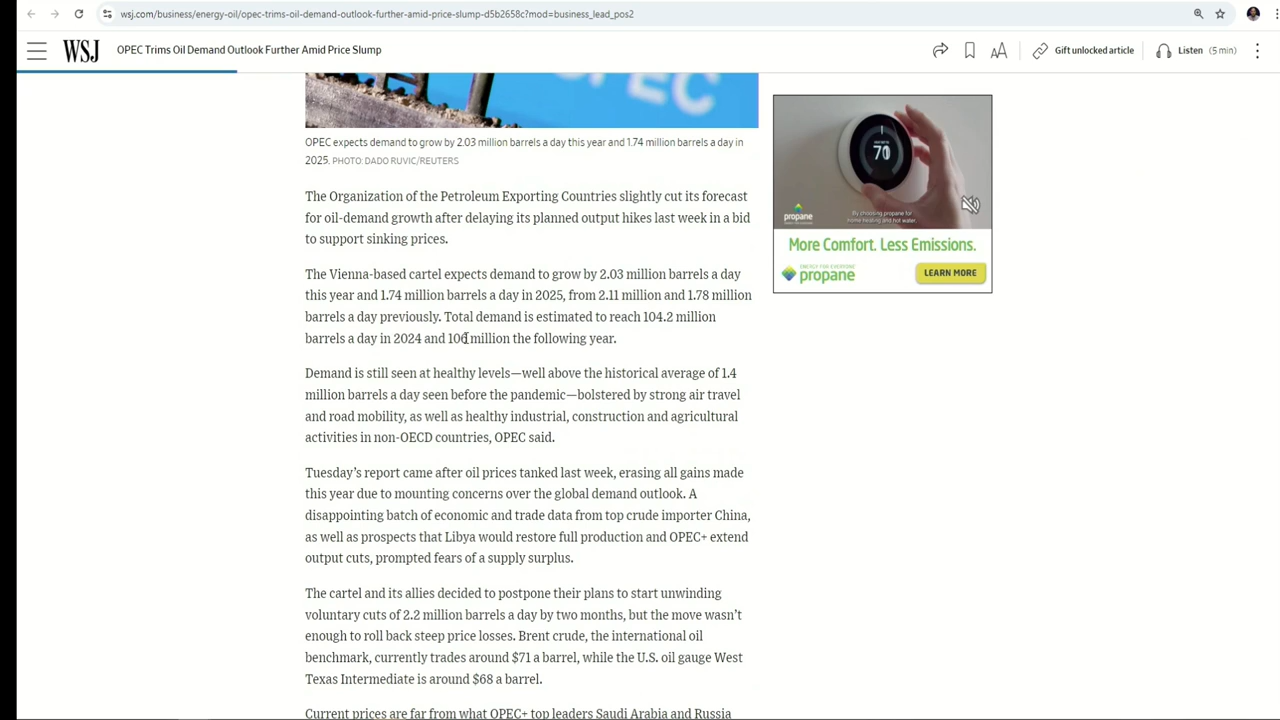 wsj.com/business/energy-oil/opec-trims-oil-demand-outlook-further-amid-price-slump-d5b2658c?mod=business_lead_pos2
WSJ
OPEC Trims Oil Demand Outlook Further Amid Price Slump
AA
Gift unlocked article
Listen (5 min)
OPEC
OPEC expects demand to grow by 2.03 million barrels a day this year and 1.74 million barrels a day in
2025. PHOTO: DADO RUVIC/REUTERS
The Organization of the Petroleum Exporting Countries slightly cut its forecast
for oil-demand growth after delaying its planned output hikes last week in a bid
to support sinking prices.
The Vienna-based cartel expects demand to grow by 2.03 million barrels a day
this year and 1.74 million barrels a day in 2025, from 2.11 million and 1.78 million
barrels a day previously. Total demand is estimated to reach 104.2 million
barrels a day in 2024 and 106 million the following year.
Demand is still seen at healthy levels—well above the historical average of 1.4
million barrels a day seen before the pandemic—bolstered by strong air travel
and road mobility, as well as healthy industrial, construction and agricultural
activities in non-OECD countries, OPEC said.
Tuesday’s report came after oil prices tanked last week, erasing all gains made
this year due to mounting concerns over the global demand outlook. A
disappointing batch of economic and trade data from top crude importer China,
as well as prospects that Libya would restore full production and OPEC+ extend
output cuts, prompted fears of a supply surplus.
The cartel and its allies decided to postpone their plans to start unwinding
voluntary cuts of 2.2 million barrels a day by two months, but the move wasn’t
enough to roll back steep price losses. Brent crude, the international oil
benchmark, currently trades around $71 a barrel, while the U.S. oil gauge West
Texas Intermediate is around $68 a barrel.
Current prices are far from what OPEC+ top leaders Saudi Arabia and Russia
70
propane
By choosing propane for
home heating and hot water.
More Comfort. Less Emissions.
ENERGY FOR EVERYONE
propane
LEARN MORE